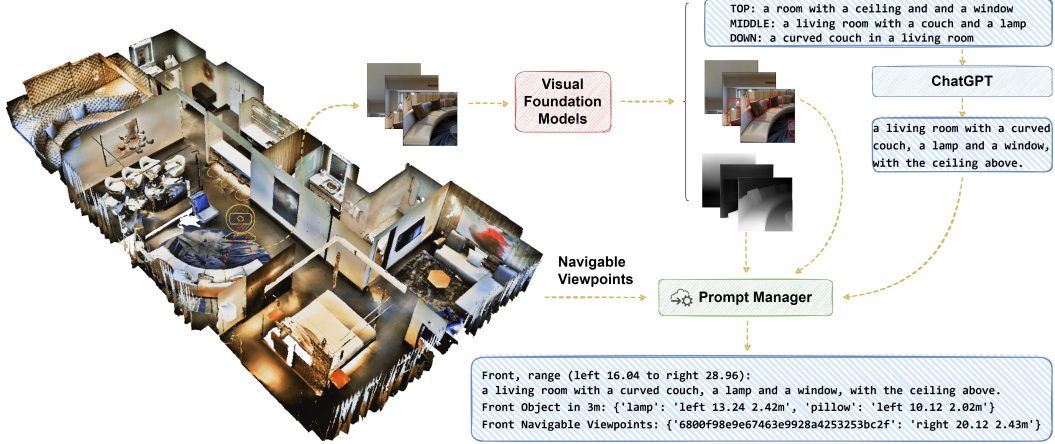 TOP: a room with a ceiling and and a window
MIDDLE: a living room with a couch and a lamp
DOWN: a curved couch in a living room
Visual
Foundation
Models
ChatGPT
a living room with a curved
couch, a lamp and a window,
with the ceiling above.
Navigable
Viewpoints
Prompt Manager
Front, range (left 16.04 to right 28.96):
a living room with a curved couch, a lamp and a window, with the ceiling above.
Front Object in 3m: {'lamp': 'left 13.24 2.42m', 'pillow': 'left 10.12 2.02m'}
Front Navigable Viewpoints: {'6800f98e9e67463e9928a4253253bc2f': 'right 20.12 2.43m'}